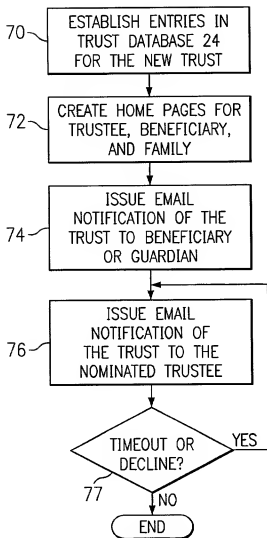 70
ESTABLISH ENTRIES IN
TRUST DATABASE 24
FOR THE NEW TRUST
72
CREATE HOME PAGES FOR
TRUSTEE, BENEFICIARY,
AND FAMILY
74
ISSUE EMAIL
NOTIFICATION OF THE
TRUST TO BENEFICIARY
OR GUARDIAN
76
ISSUE EMAIL
NOTIFICATION OF
THE TRUST TO THE
NOMINATED TRUSTEE
TIMEOUT OR
DECLINE?
YES
77
NO
END